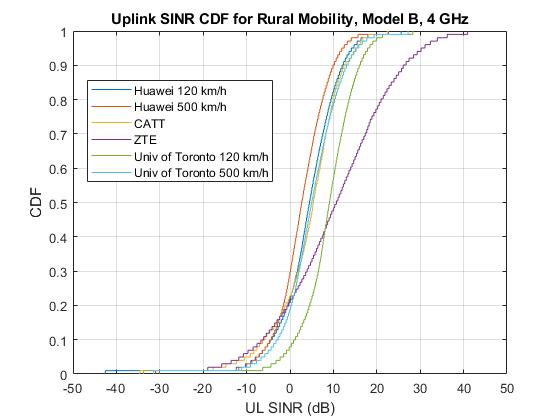 Uplink SINR CDF for Rural Mobility, Model B, 4 GHz
1
0.9
0.8
0.7
0.6
0.5
0.4
0.3
0.2
0.1
0
CDF
Huawei 120 km/h
Huawei 500 km/h
CATT
ZTE
Univ of Toronto 120 km/h
Univ of Toronto 500 km/h
-50 -40 -30 -20 -10 0 10 20 30 40 50
UL SINR (dB)